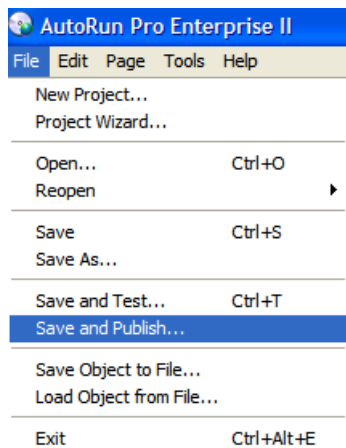 AutoRun Pro Enterprise II
File Edit Page Tools Help
New Project...
Project Wizard...
Open... Ctrl+O
Reopen
Save Ctrl+S
Save As...
Save and Test... Ctrl+T
Save and Publish...
Save Object to File...
Load Object from File...
Exit Ctrl+Alt+E